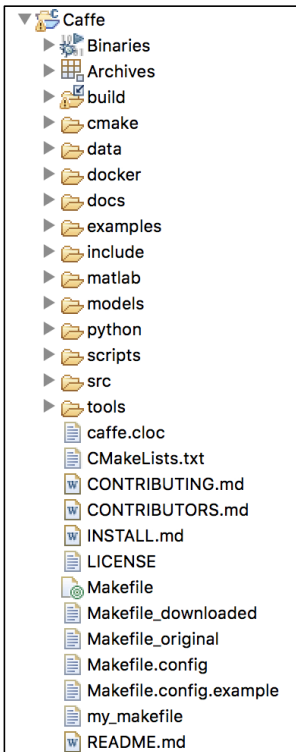 Caffe
Binaries
Archives
build
cmake
data
docker
docs
examples
include
matlab
models
python
scripts
src
tools
caffe.cloc
CMakeLists.txt
CONTRIBUTING.md
CONTRIBUTORS.md
INSTALL.md
LICENSE
Makefile
Makefile_downloaded
Makefile_original
Makefile.config
Makefile.config.example
my_makefile
README.md